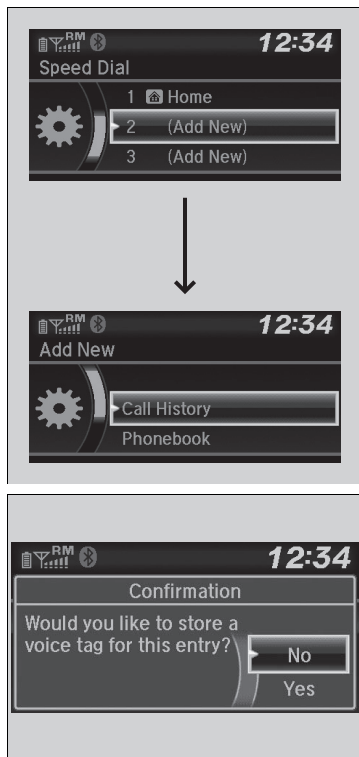 RM 12:34
Speed Dial
1 Home
2 (Add New)
3 (Add New)
RM 12:34
Add New
Call History
Phonebook
RM 12:34
Confirmation
Would you like to store a
voice tag for this entry?
No
Yes